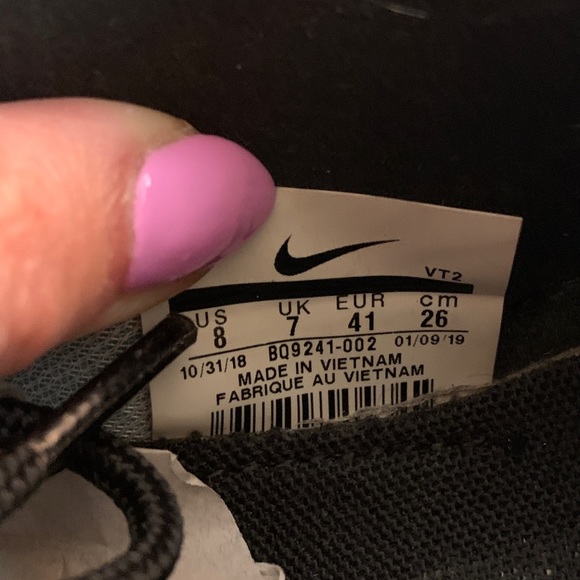 VT2
US UK EUR cm
8 7 41 26
10/31/18 BQ9241-002 01/09/19
MADE IN VIETNAM
FABRIQUE AU VIETNAM